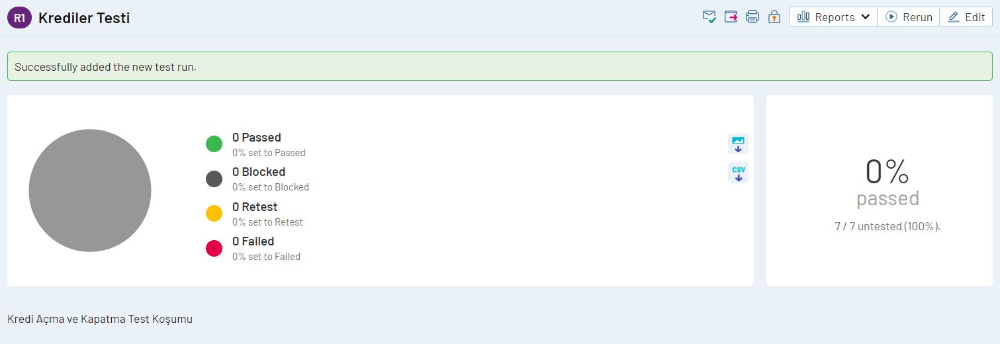 R1 Krediler Testi
Reports Rerun Edit
Successfully added the new test run.
0 Passed
0% set to Passed
0 Blocked
0% set to Blocked
0 Retest
0% set to Retest
0 Failed
0% set to Failed
CSV
0%
passed
7 / 7 untested (100%).
Kredi Açma ve Kapatma Test Koşumu